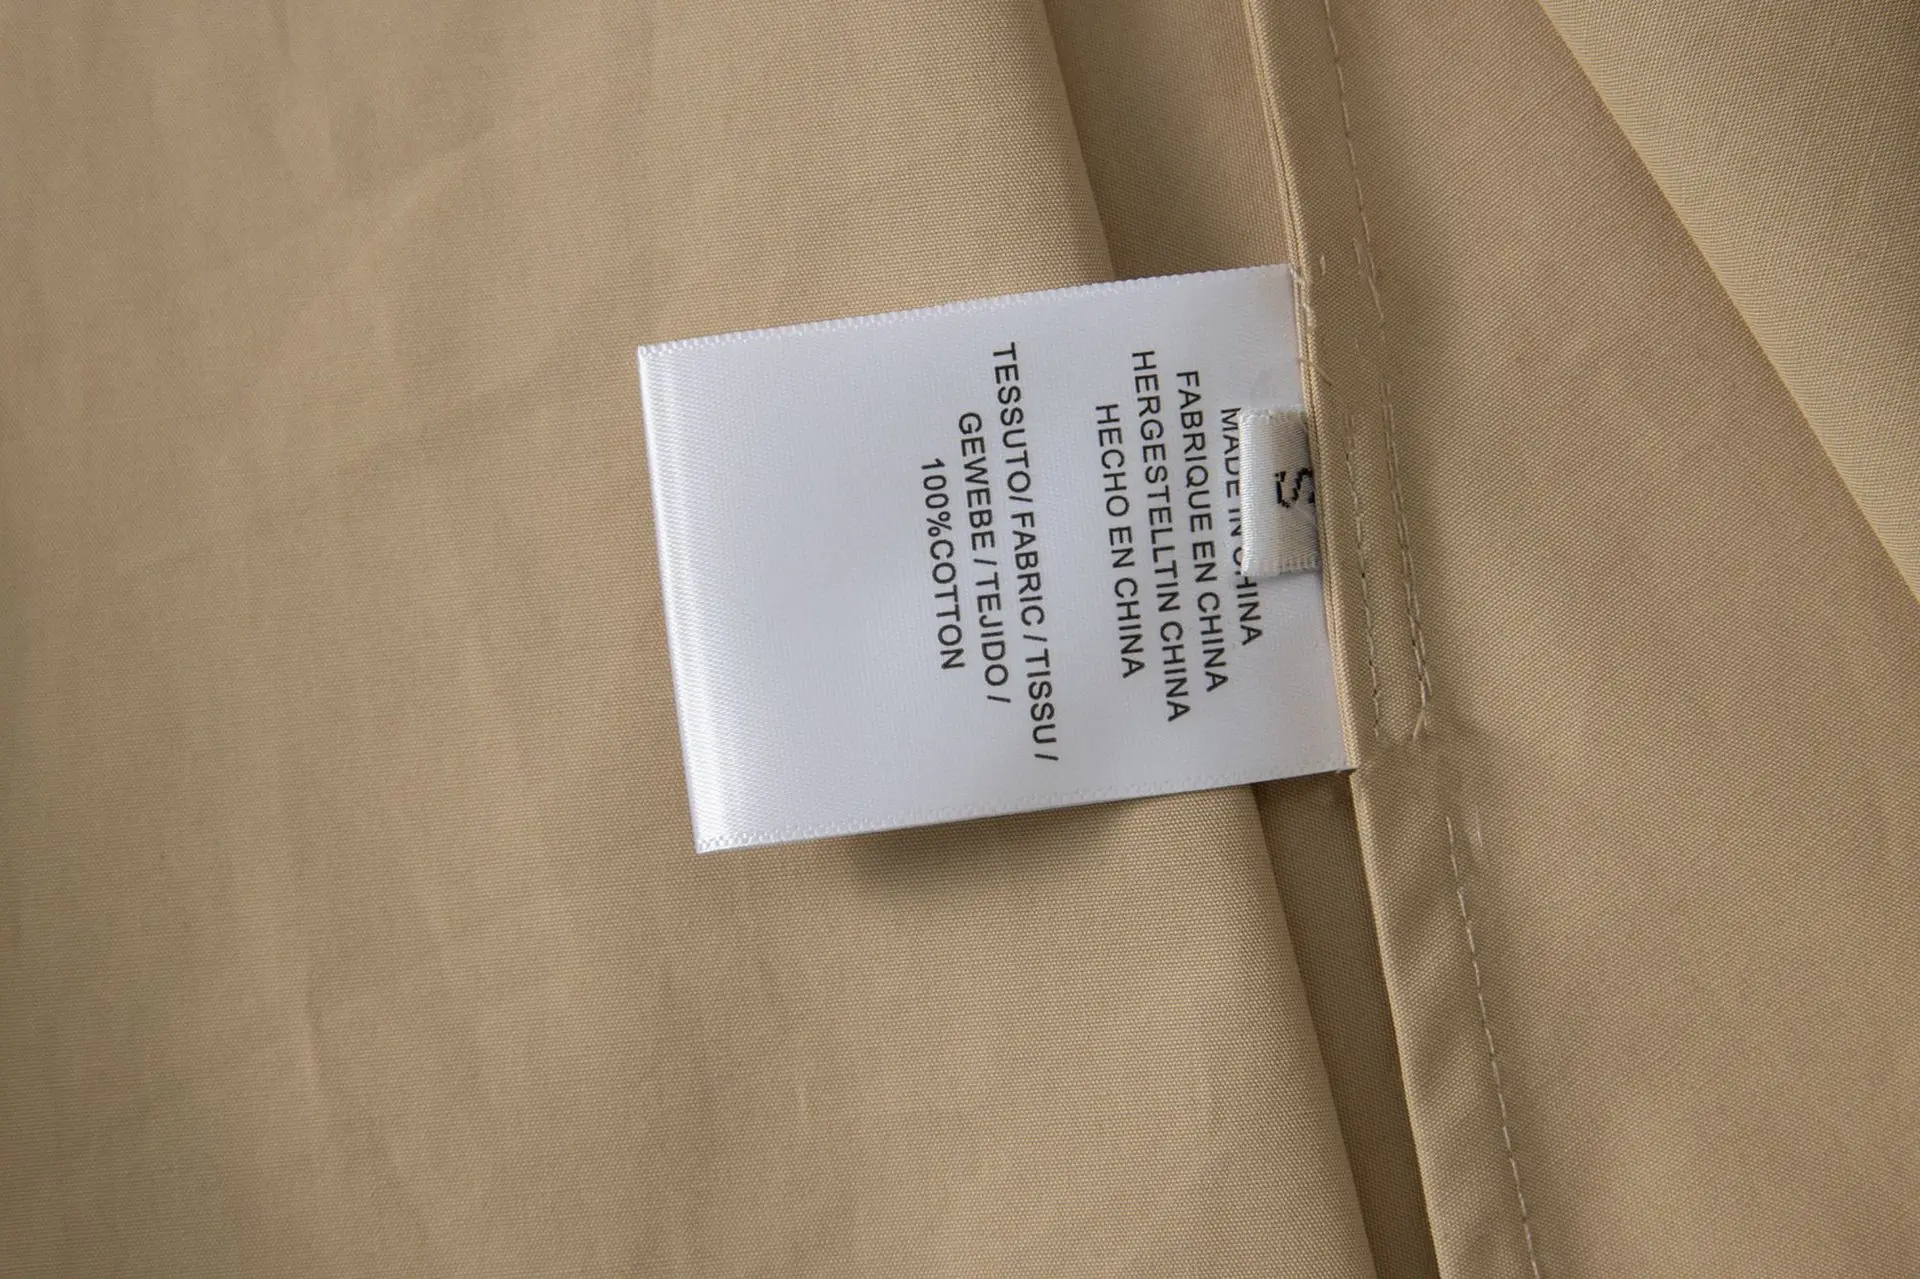 S
MADE IN CHINA
FABRIQUE EN CHINA
HERGESTELLTIN CHINA
HECHO EN CHINA
TESSUTO/ FABRIC / TISSU /
GEWEBE / TEJIDO /
100%COTTON